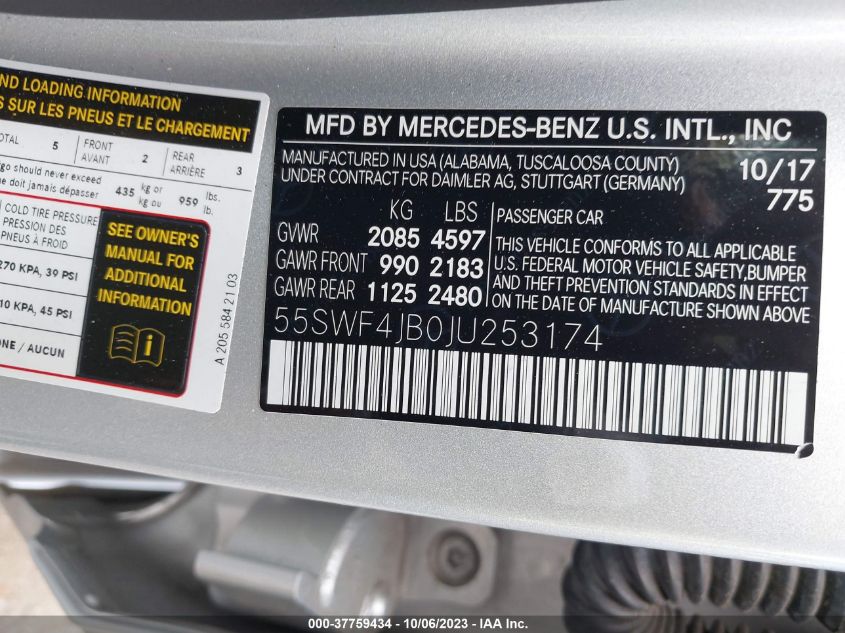 ND LOADING INFORMATION
S SUR LES PNEUS ET LE CHARGEMENT
OTAL 5 FRONT AVANT 2 REAR ARRIÈRE 3
go should never exceed
e doit jamais dépasser 435 kg or kg ou 959 lbs. lb.
COLD TIRE PRESSURE
PRESSION DES
PNEUS À FROID
270 KPA, 39 PSI
10 KPA, 45 PSI
ONE / AUCUN
SEE OWNER'S
MANUAL FOR
ADDITIONAL
INFORMATION
A 205 584 21 03
MFD BY MERCEDES-BENZ U.S. INTL., INC
MANUFACTURED IN USA (ALABAMA, TUSCALOOSA COUNTY) 10/17
UNDER CONTRACT FOR DAIMLER AG, STUTTGART (GERMANY) 775
KG LBS
GVWR 2085 4597
GAWR FRONT 990 2183
GAWR REAR 1125 2480
PASSENGER CAR
THIS VEHICLE CONFORMS TO ALL APPLICABLE
U.S. FEDERAL MOTOR VEHICLE SAFETY,BUMPER
AND THEFT PREVENTION STANDARDS IN EFFECT
ON THE DATE OF MANUFACTURE SHOWN ABOVE
55SWF4JB0JU253174
000-37759434 - 10/06/2023 - IAA Inc.